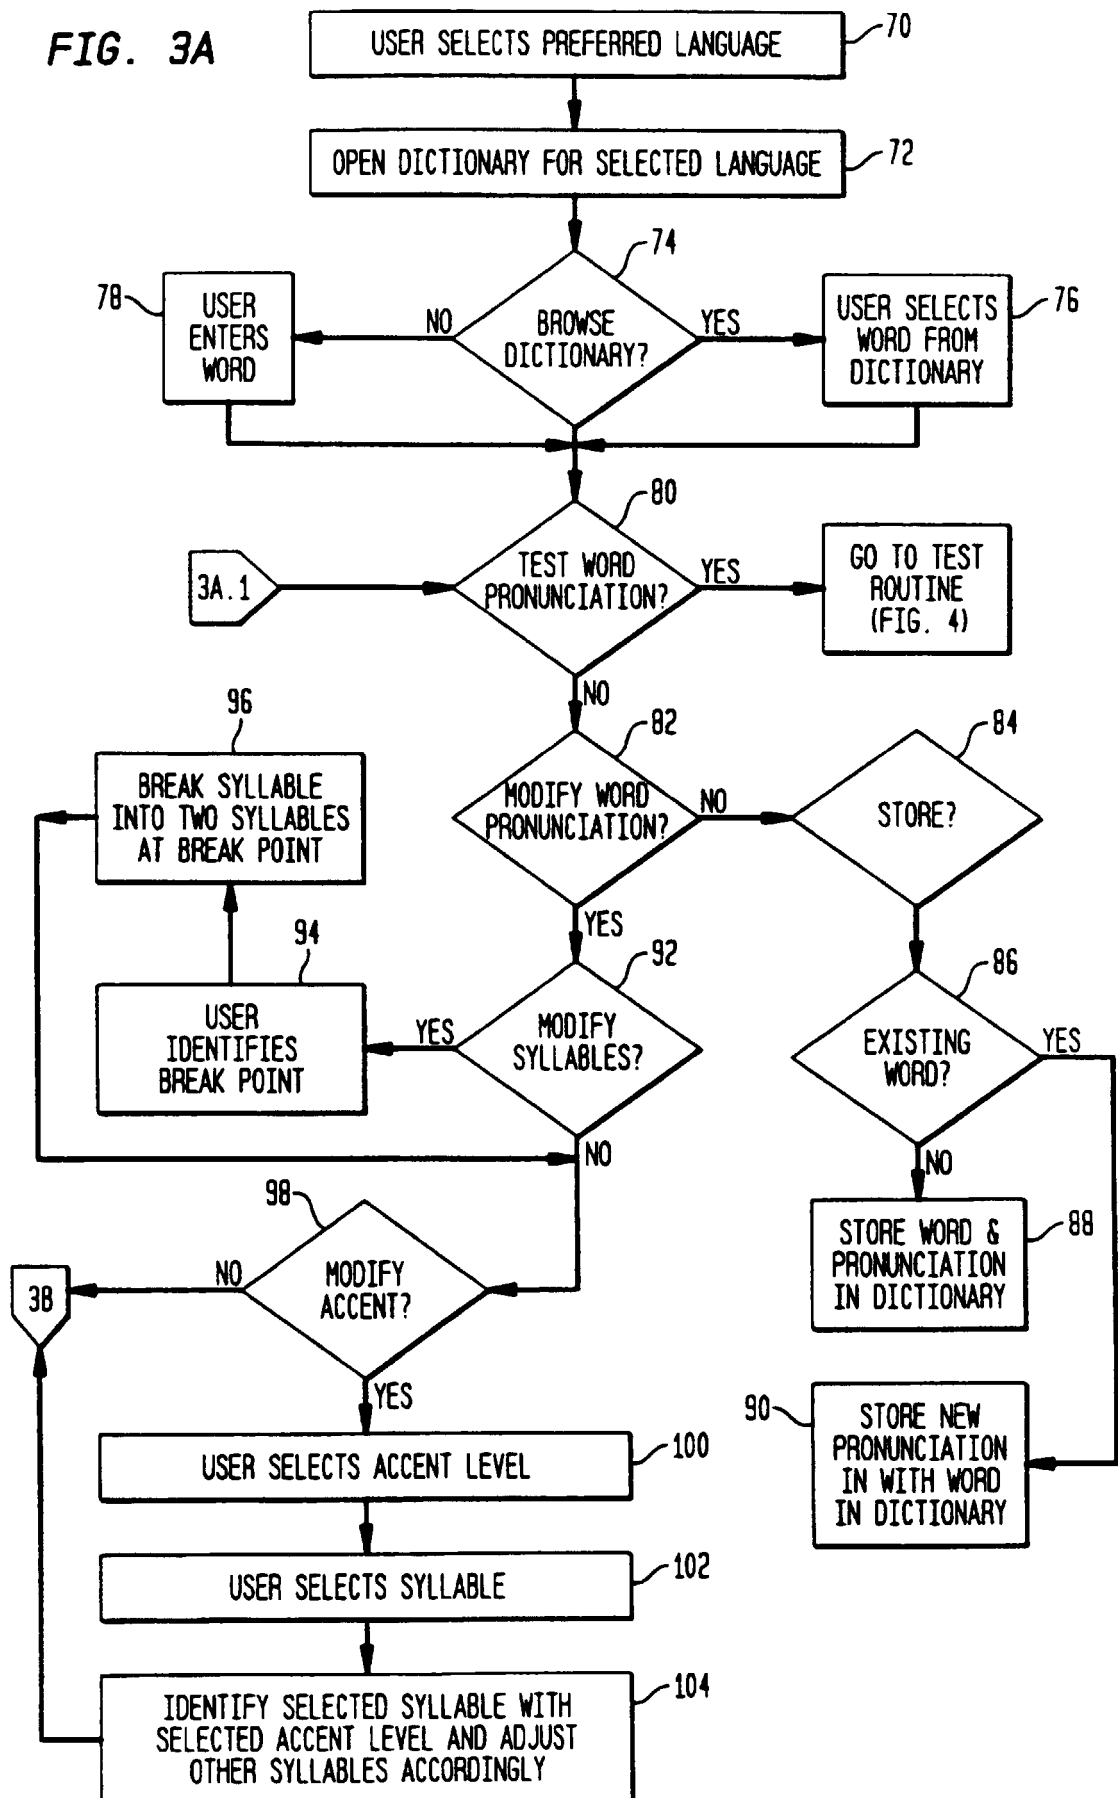 FIG. 3A
USER SELECTS PREFERRED LANGUAGE
70
OPEN DICTIONARY FOR SELECTED LANGUAGE
72
74
BROWSE
DICTIONARY?
NO
YES
78
USER
ENTERS
WORD
USER SELECTS
WORD FROM
DICTIONARY
76
80
3A.1
TEST WORD
PRONUNCIATION?
YES
GO TO TEST
ROUTINE
(FIG. 4)
NO
82
MODIFY WORD
PRONUNCIATION?
NO
84
STORE?
96
BREAK SYLLABLE
INTO TWO SYLLABLES
AT BREAK POINT
YES
94
USER
IDENTIFIES
BREAK POINT
YES
92
MODIFY
SYLLABLES?
86
EXISTING
WORD?
YES
NO
NO
98
MODIFY
ACCENT?
NO
3B
STORE WORD &
PRONUNCIATION
IN DICTIONARY
88
YES
90
STORE NEW
PRONUNCIATION
IN WITH WORD
IN DICTIONARY
USER SELECTS ACCENT LEVEL
100
USER SELECTS SYLLABLE
102
IDENTIFY SELECTED SYLLABLE WITH
SELECTED ACCENT LEVEL AND ADJUST
OTHER SYLLABLES ACCORDINGLY
104